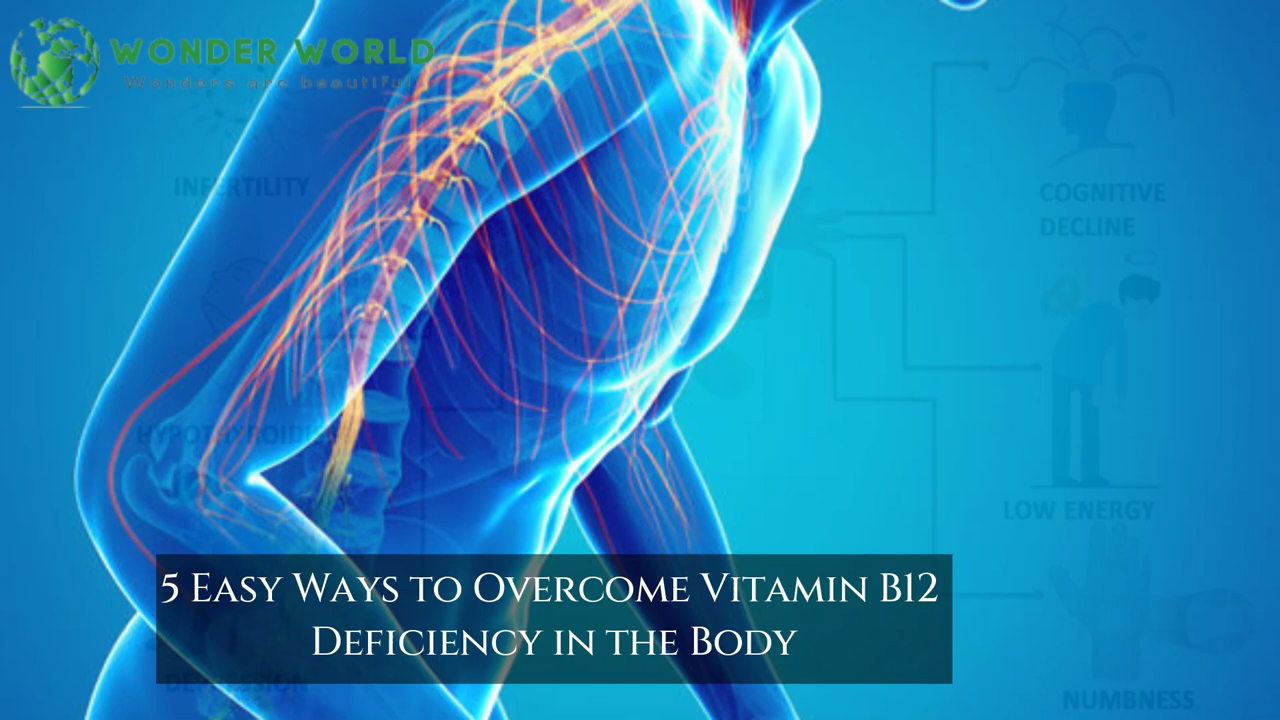 WONDER WORLD
Wonders are beautiful
INFERTILITY
COGNITIVE
DECLINE
LOW ENERGY
5 Easy Ways to Overcome Vitamin B12
Deficiency in the Body
DEPRESSION
NUMBNESS